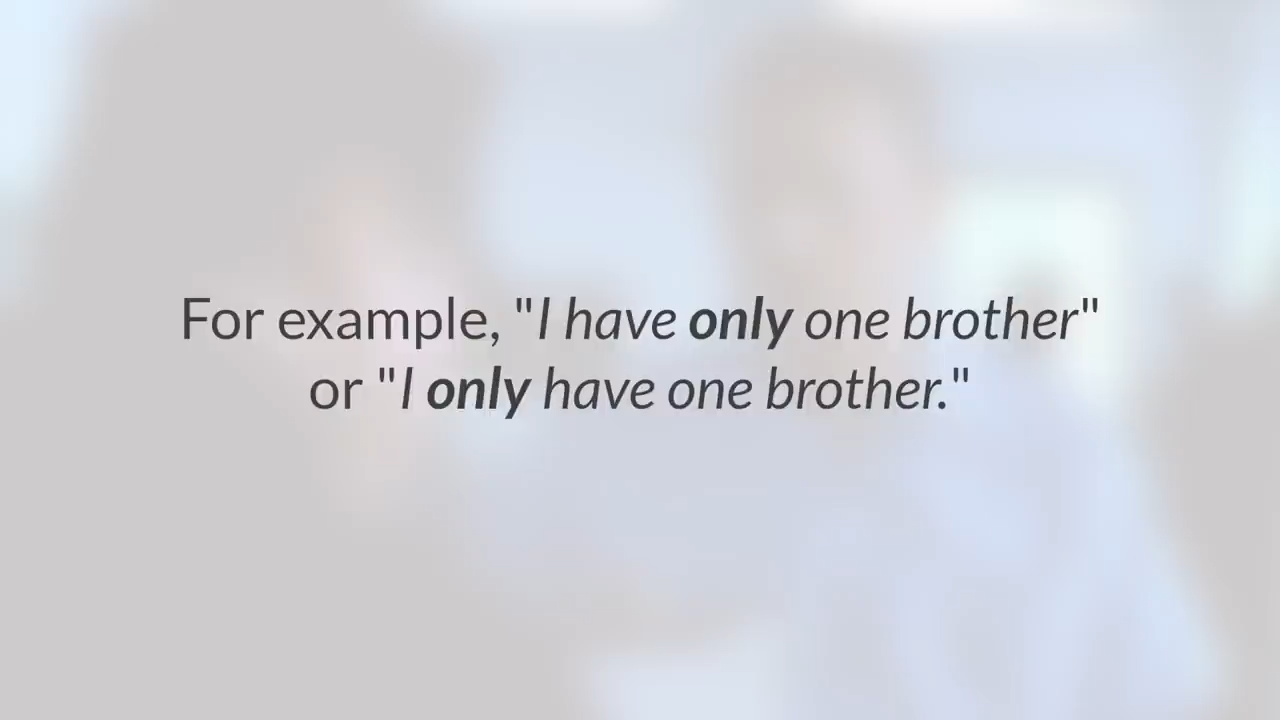 For example, "I have only one brother"
or "I only have one brother."